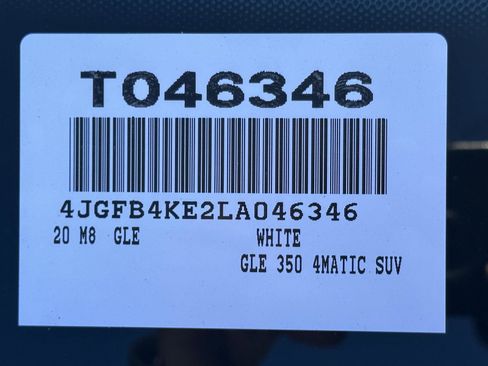 T046346
4JGFB4KE2LA046346
20 M8 GLE WHITE
GLE 350 4MATIC SUV